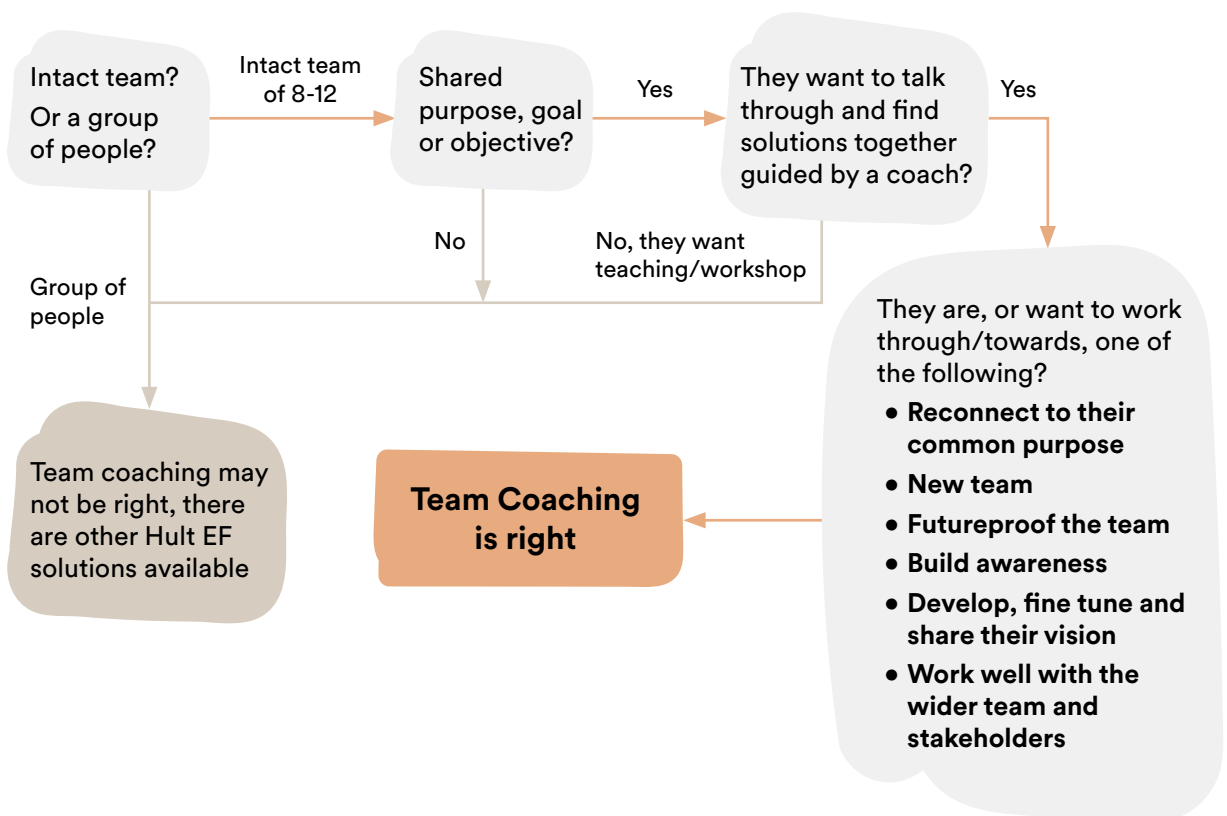 Intact team?
Or a group
of people?
Intact team
of 8-12
Shared
purpose, goal
or objective?
Yes
They want to talk
through and find
solutions together
guided by a coach?
Yes
Group of
people
No
No, they want
teaching/workshop
They are, or want to work
through/towards, one of
the following?
• Reconnect to their
common purpose
• New team
• Futureproof the team
• Build awareness
• Develop, fine tune and
share their vision
• Work well with the
wider team and
stakeholders
Team coaching may
not be right, there
are other Hult EF
solutions available
Team Coaching
is right